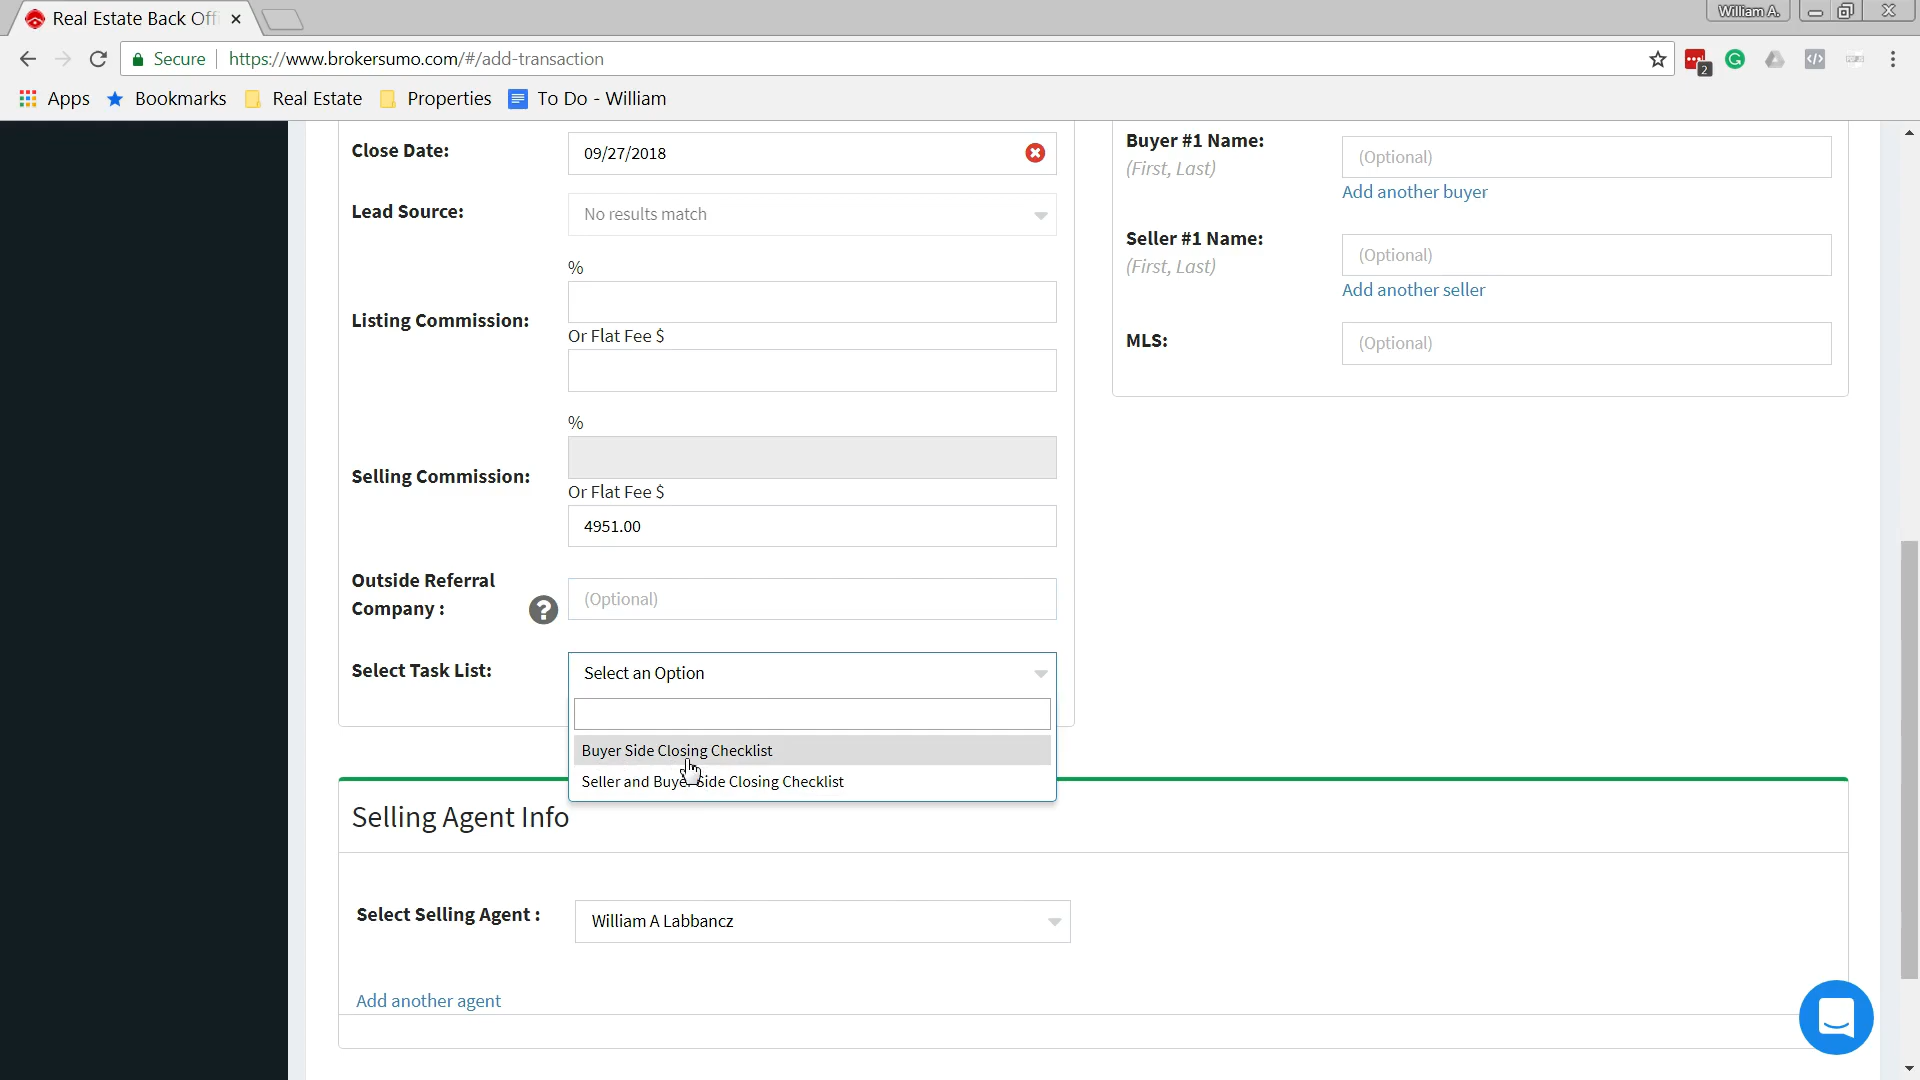 Real Estate Back Off
William A.
Secure
https://www.brokersumo.com/#/add-transaction
2
Apps
Bookmarks
Real Estate
Properties
To Do - William
Close Date:
09/27/2018
Lead Source:
No results match
Listing Commission:
%
Or Flat Fee $
Selling Commission:
%
Or Flat Fee $
4951.00
Outside Referral
Company :
?
(Optional)
Select Task List:
Select an Option
Buyer Side Closing Checklist
Seller and Buyer Side Closing Checklist
Buyer #1 Name:
(First, Last)
(Optional)
Add another buyer
Seller #1 Name:
(First, Last)
(Optional)
Add another seller
MLS:
(Optional)
Selling Agent Info
Select Selling Agent :
William A Labbancz
Add another agent